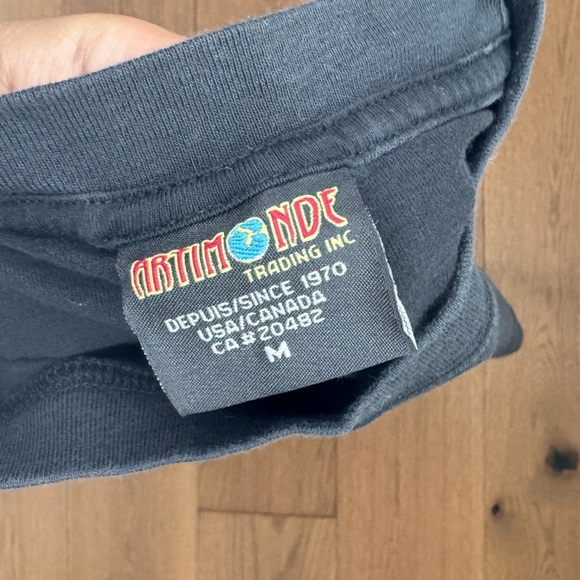 ARTIMONDE
TRADING INC
DEPUIS/SINCE 1970
USA/CANADA
CA#20482
M